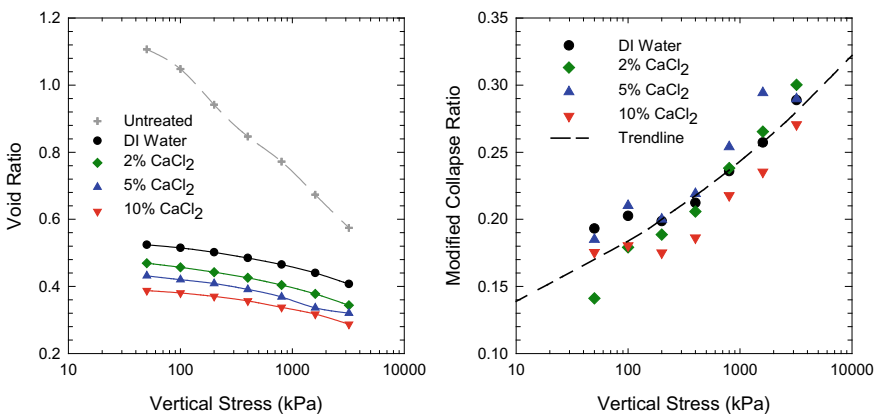 Void Ratio
1.2
1.0
0.8
0.6
0.4
0.2
Untreated
DI Water
2% CaCl₂
5% CaCl₂
10% CaCl₂
10
100
1000
10000
Vertical Stress (kPa)
Modified Collapse Ratio
0.35
0.30
0.25
0.20
0.15
0.10
DI Water
2% CaCl₂
5% CaCl₂
10% CaCl₂
Trendline
10
100
1000
10000
Vertical Stress (kPa)